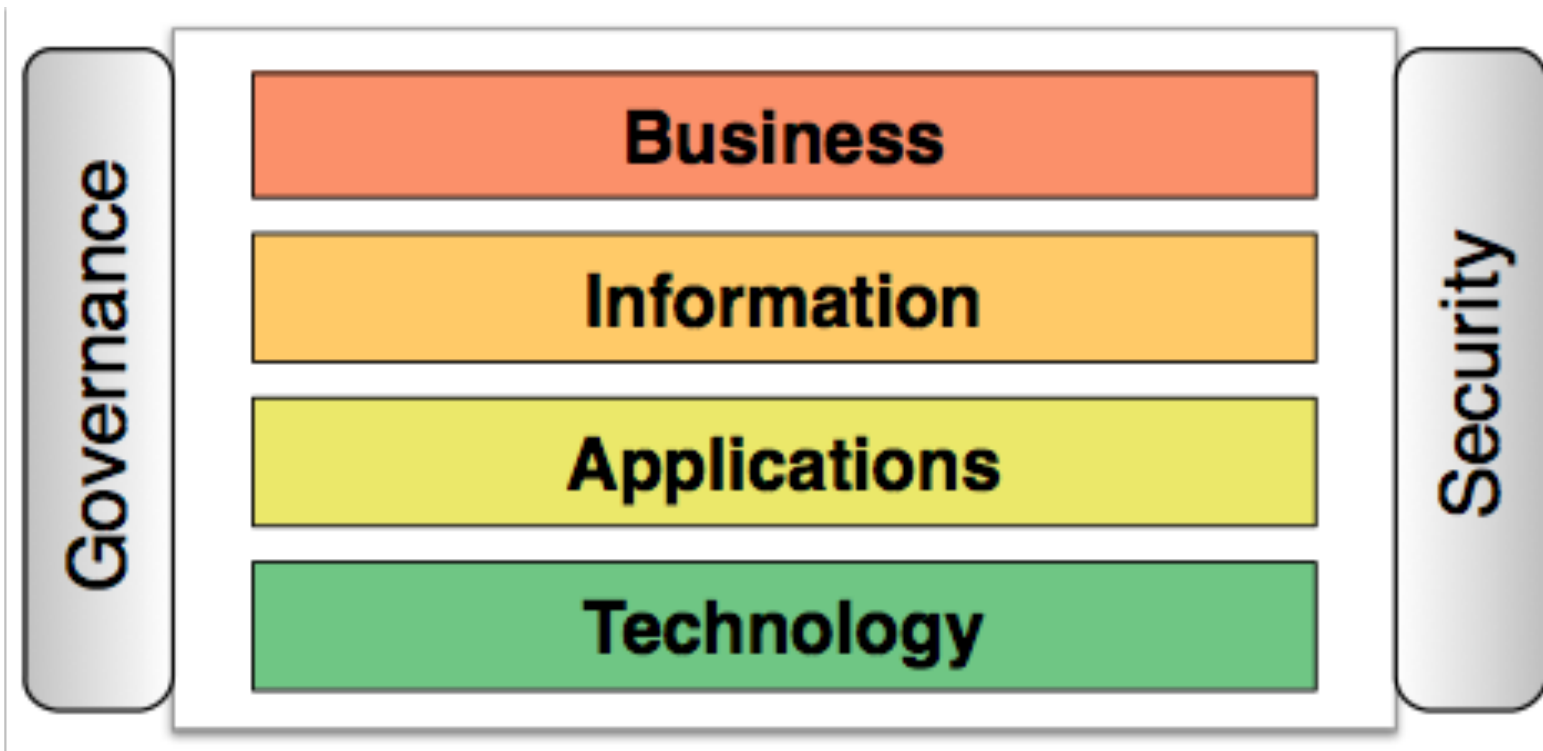 Governance
Business
Information
Applications
Technology
Security